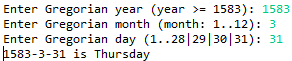 Enter Gregorian year (year >= 1583): 1583
Enter Gregorian month (month: 1..12): 3
Enter Gregorian day (1..28|29|30|31): 31
1583-3-31 is Thursday